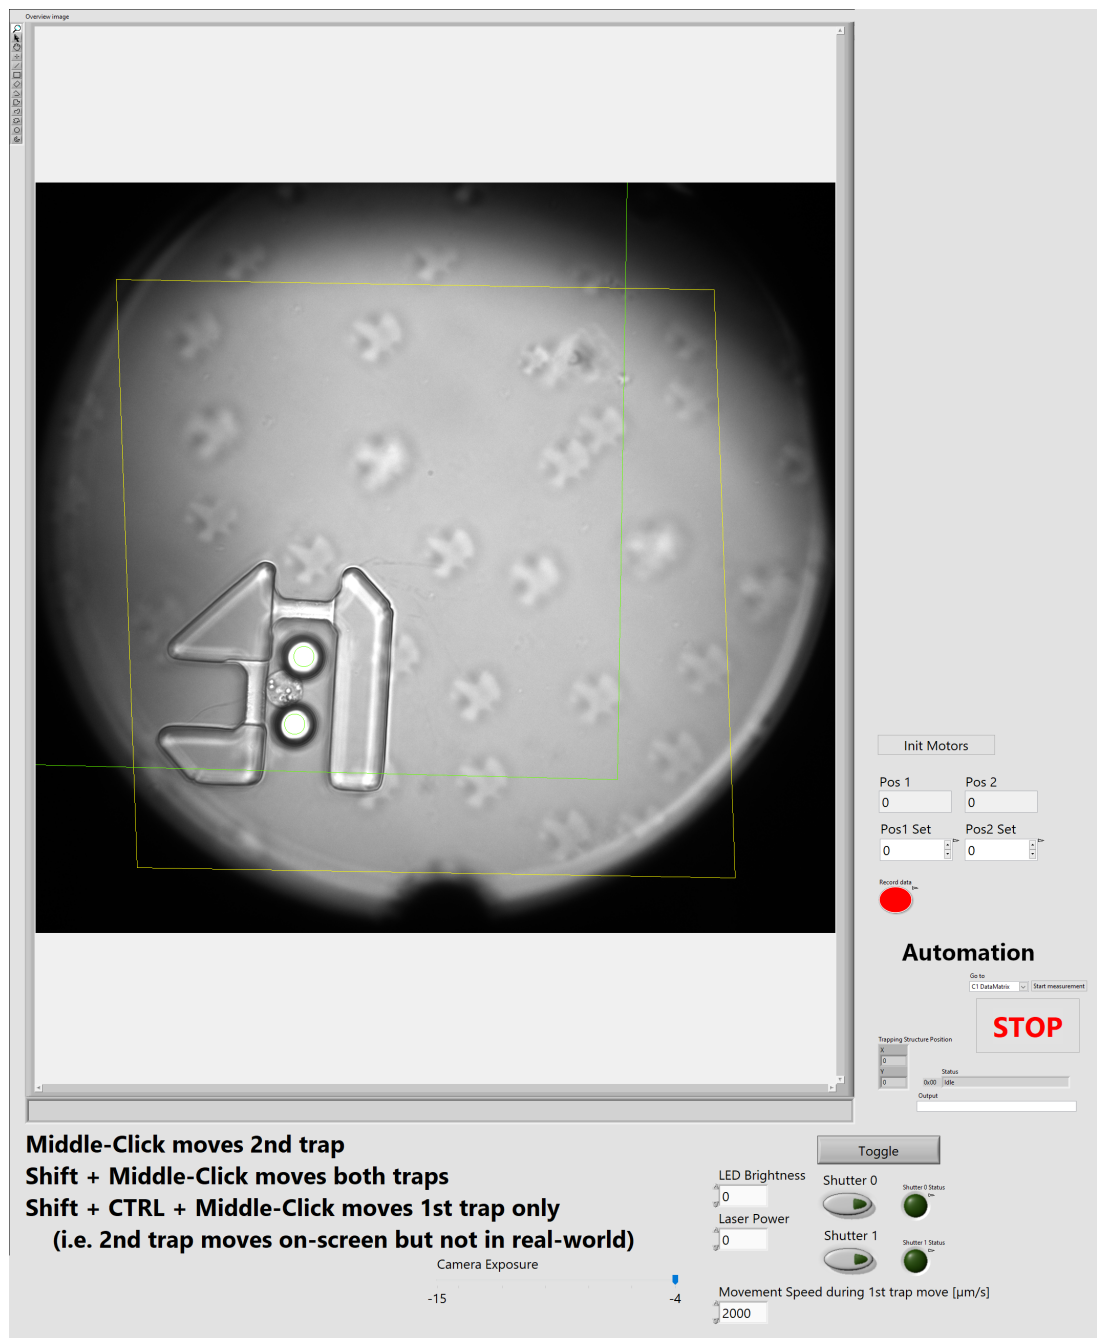 Overview image
Init Motors
Pos 1
Pos 2
0
0
Pos1 Set
Pos2 Set
0
0
Record data
Automation
Go to
C1 DataMatrix
Start measurement
STOP
Trapping Structure Position
X
0
Y
0
Status
0x00
Idle
Output
Middle-Click moves 2nd trap
Shift + Middle-Click moves both traps
Shift + CTRL + Middle-Click moves 1st trap only
(i.e. 2nd trap moves on-screen but not in real-world)
Camera Exposure
-15
-4
Toggle
LED Brightness
0
Shutter 0
Shutter 0 Status
Laser Power
0
Shutter 1
Shutter 1 Status
Movement Speed during 1st trap move [µm/s]
2000